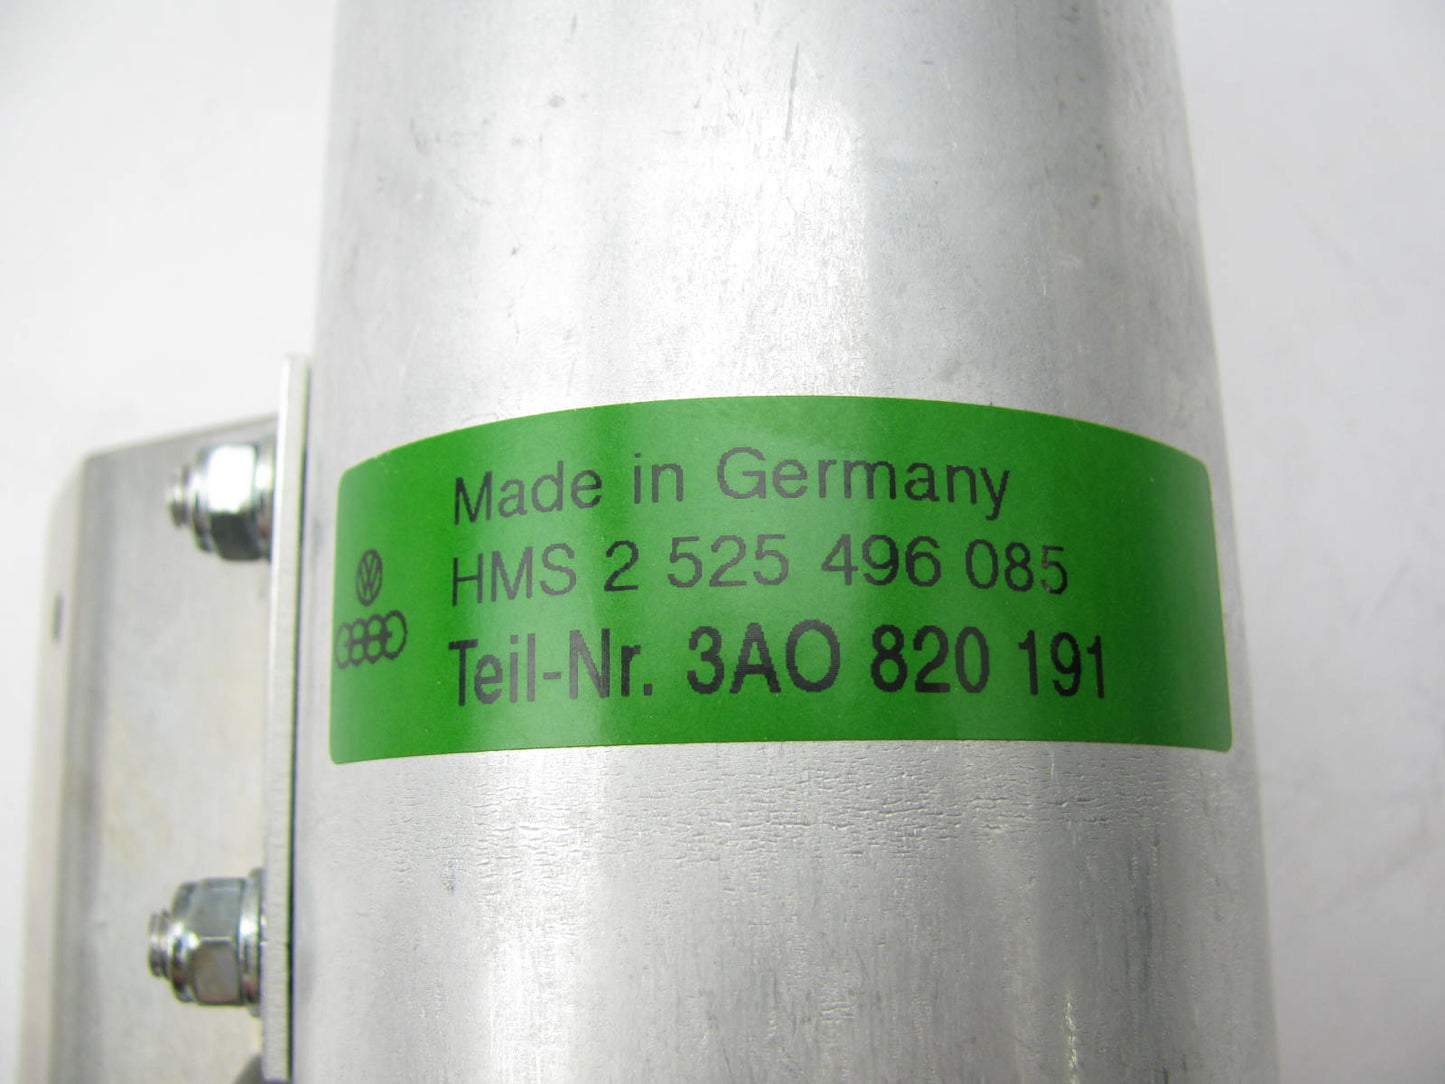 Made in Germany
HMS 2 525 496 085
Teil-Nr. 3AO 820 191